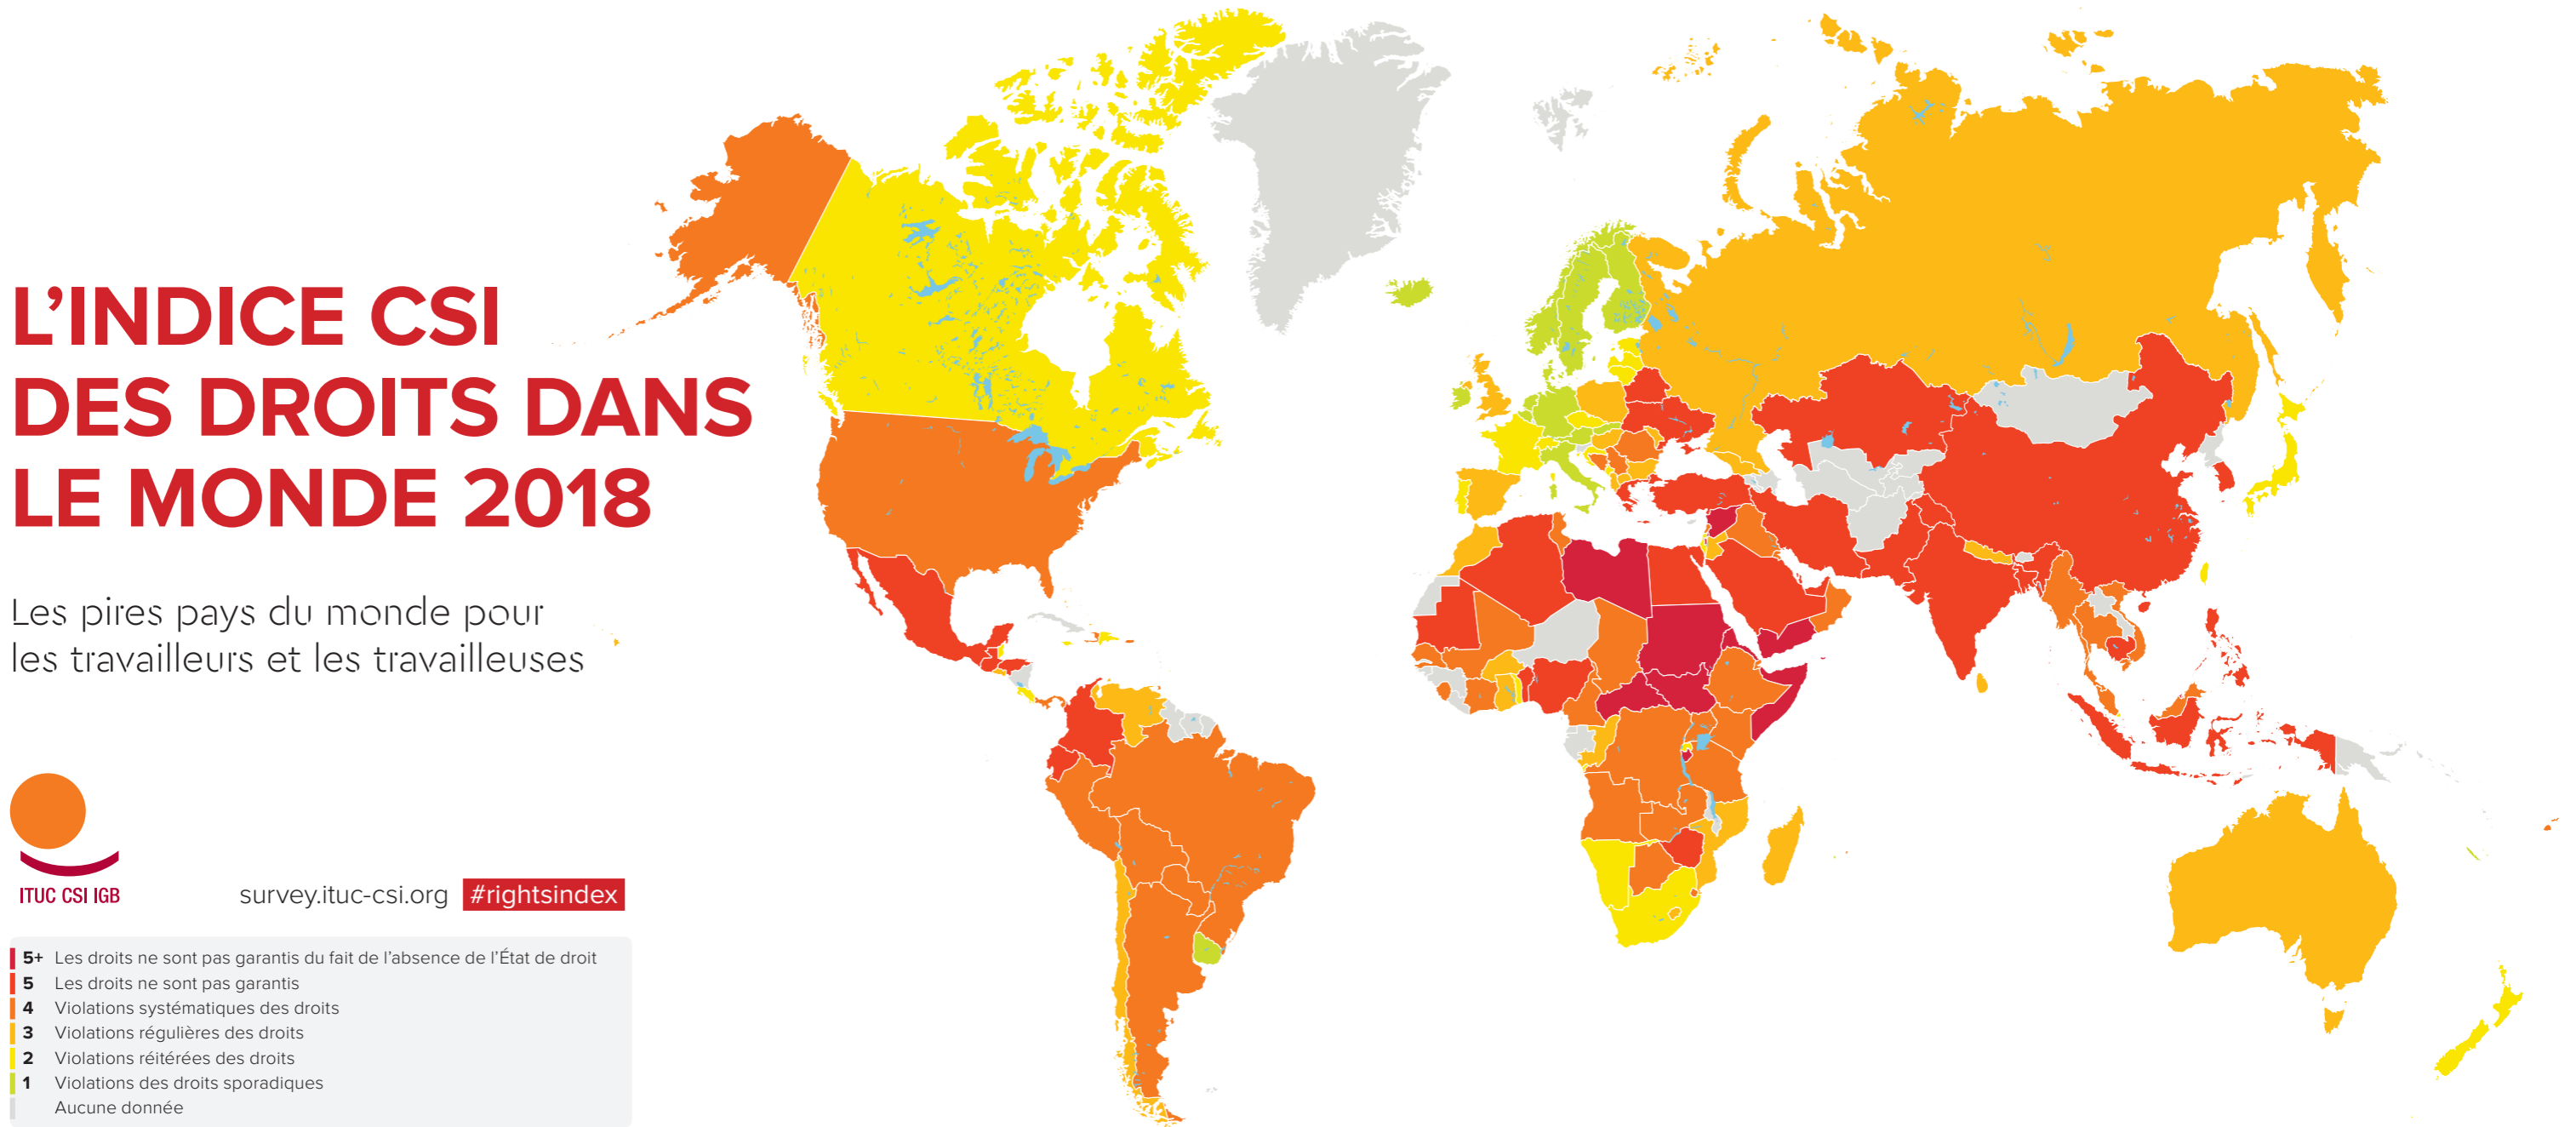 L’INDICE CSI
DES DROITS DANS
LE MONDE 2018
Les pires pays du monde pour
les travailleurs et les travailleuses
ITUC CSI IGB
survey.ituc-csi.org #rightsindex
5+ Les droits ne sont pas garantis du fait de l’absence de l’État de droit
5 Les droits ne sont pas garantis
4 Violations systématiques des droits
3 Violations régulières des droits
2 Violations réitérées des droits
1 Violations des droits sporadiques
Aucune donnée